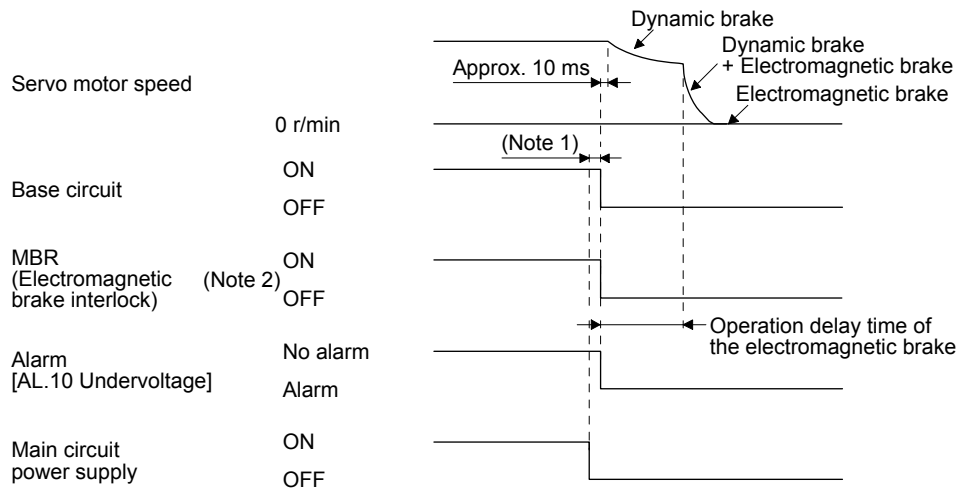 Dynamic brake
Dynamic brake
+ Electromagnetic brake
Electromagnetic brake
Approx. 10 ms
Servo motor speed
0 r/min
(Note 1)
ON
Base circuit
OFF
MBR
(Electromagnetic
brake interlock)
(Note 2)
ON
OFF
Operation delay time of
the electromagnetic brake
Alarm
[AL.10 Undervoltage]
No alarm
Alarm
Main circuit
power supply
ON
OFF